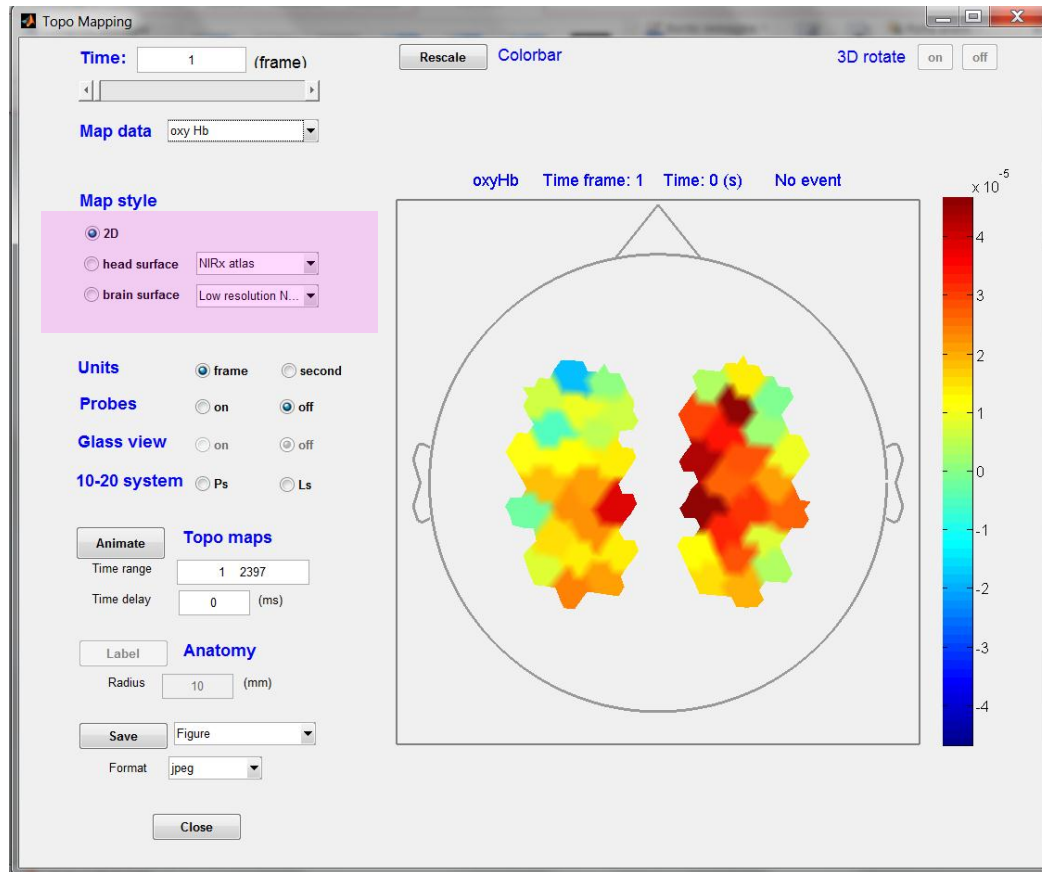 Topo Mapping
Time: 1 (frame)
Rescale Colorbar
3D rotate on off
Map data oxy Hb
oxyHb Time frame: 1 Time: 0 (s) No event
Map style
2D
head surface NIRx atlas
brain surface Low resolution N...
Units frame second
Probes on off
Glass view on off
10-20 system Ps Ls
Animate Topo maps
Time range 1 2397
Time delay 0 (ms)
Label Anatomy
Radius 10 (mm)
Save Figure
Format jpeg
Close
x 10-5
4
3
2
1
0
-1
-2
-3
-4